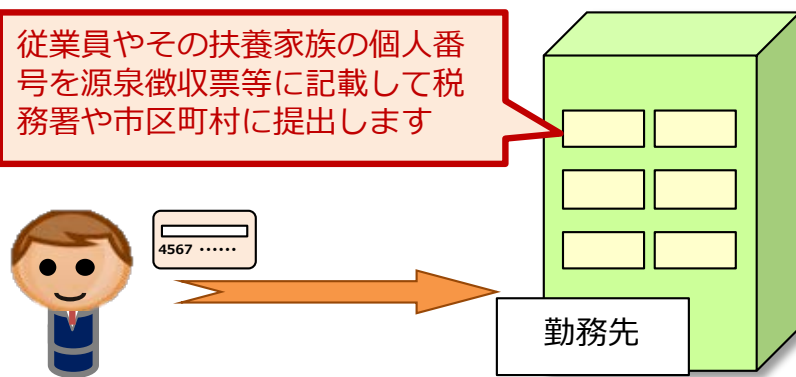 従業員やその扶養家族の個人番
号を源泉徴収票等に記載して税
務署や市区町村に提出します
4567 ……
勤務先